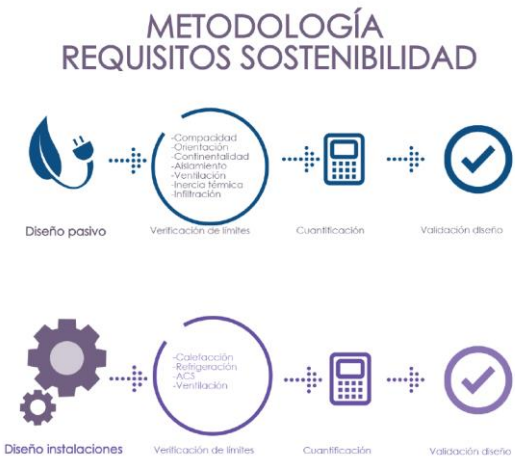 METODOLOGÍA
REQUISITOS SOSTENIBILIDAD
-Compacidad
-Orientación
-Continentalidad
-Aislamiento
-Ventilación
-Inercia térmica
-Infiltración
Diseño pasivo
Verificación de límites
Cuantificación
Validación diseño
-Calefacción
-Refrigeración
-ACS
-Ventilación
Diseño instalaciones
Verificación de límites
Cuantificación
Validación diseño